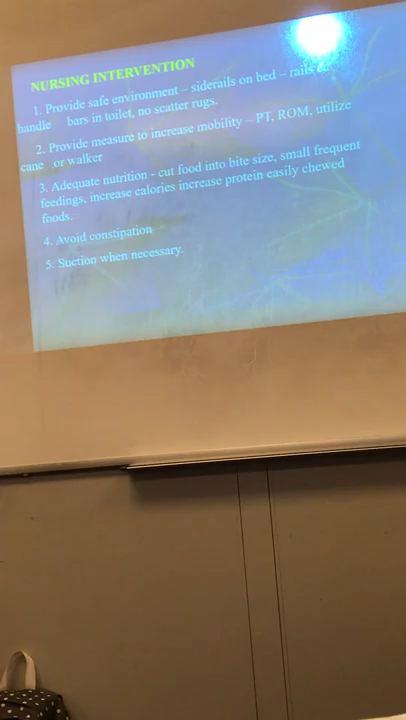 NURSING INTERVENTION
1. Provide safe environment – siderails on bed – rails &
handle bars in toilet, no scatter rugs.
2. Provide measure to increase mobility – PT, ROM, utilize
cane or walker
3. Adequate nutrition - cut food into bite size, small frequent
feedings, increase calories increase protein easily chewed
foods.
4. Avoid constipation
5. Suction when necessary.